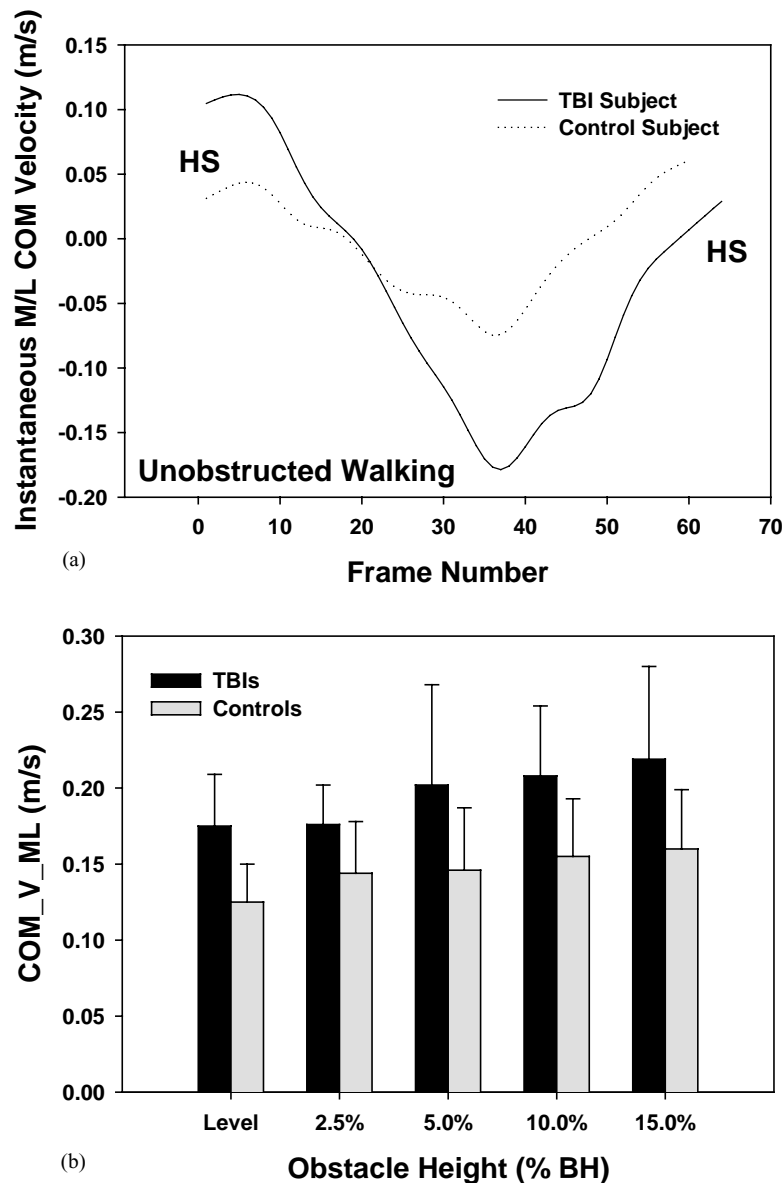 Instantaneous M/L COM Velocity (m/s)
0.15
0.10
0.05
0.00
-0.05
-0.10
-0.15
-0.20
TBI Subject
Control Subject
HS
HS
Unobstructed Walking
0 10 20 30 40 50 60 70
Frame Number
(a)
COM_V_ML (m/s)
0.30
0.25
0.20
0.15
0.10
0.05
0.00
TBIs
Controls
Level 2.5% 5.0% 10.0% 15.0%
Obstacle Height (% BH)
(b)